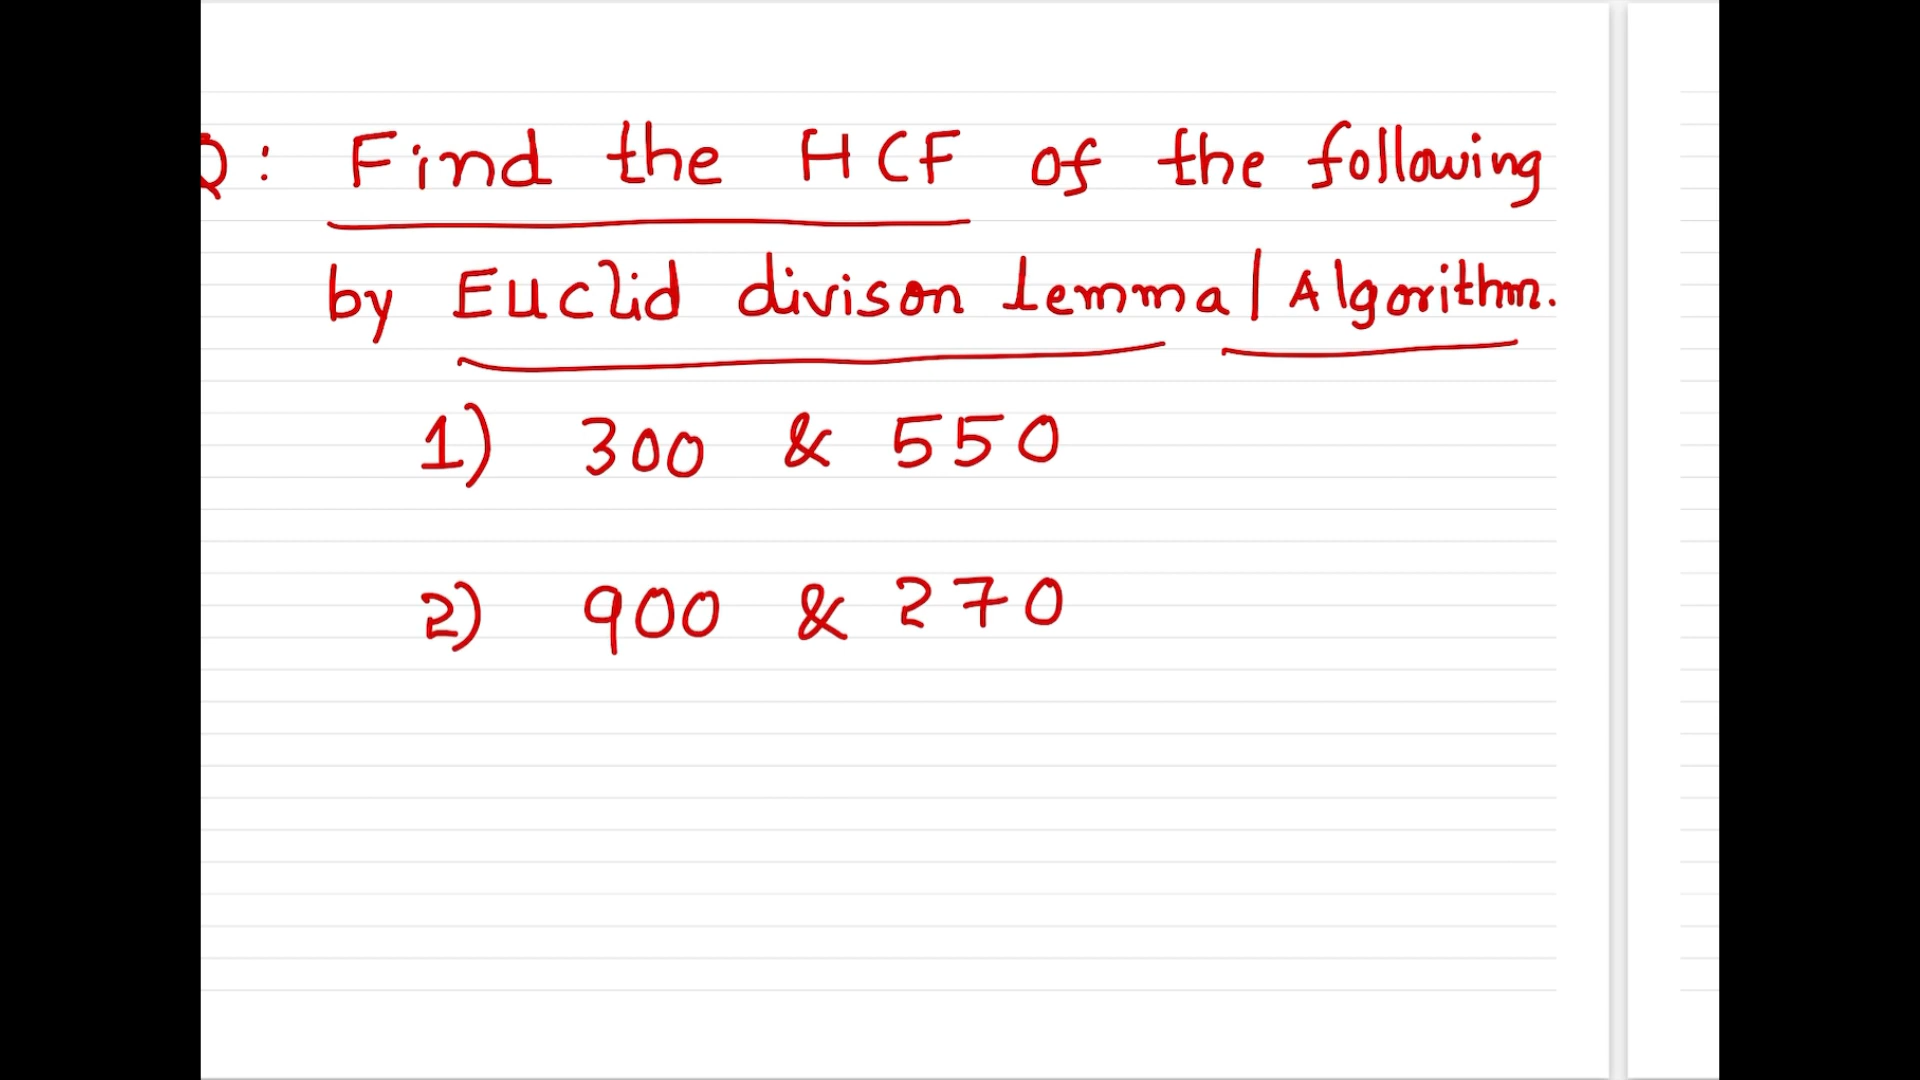 Q: Find the HCF of the following
by Euclid divison Lemma | Algorithm.
1) 300 & 550
2) 900 & 270